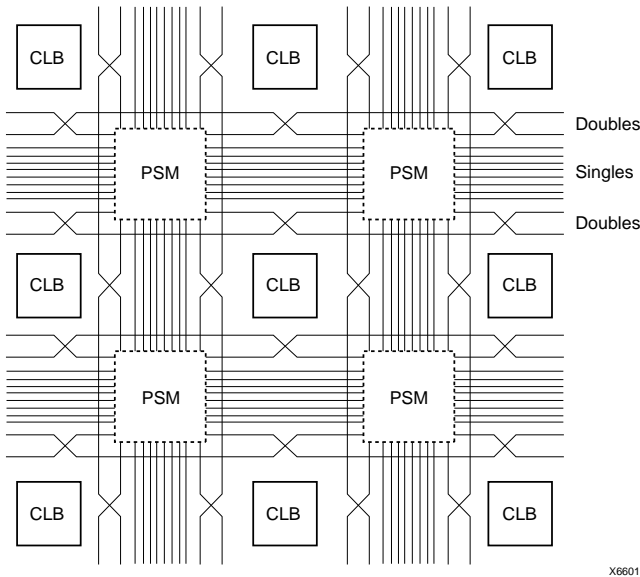 CLB CLB CLB
Doubles
PSM PSM Singles
Doubles
CLB CLB CLB
PSM PSM
CLB CLB CLB
X6601